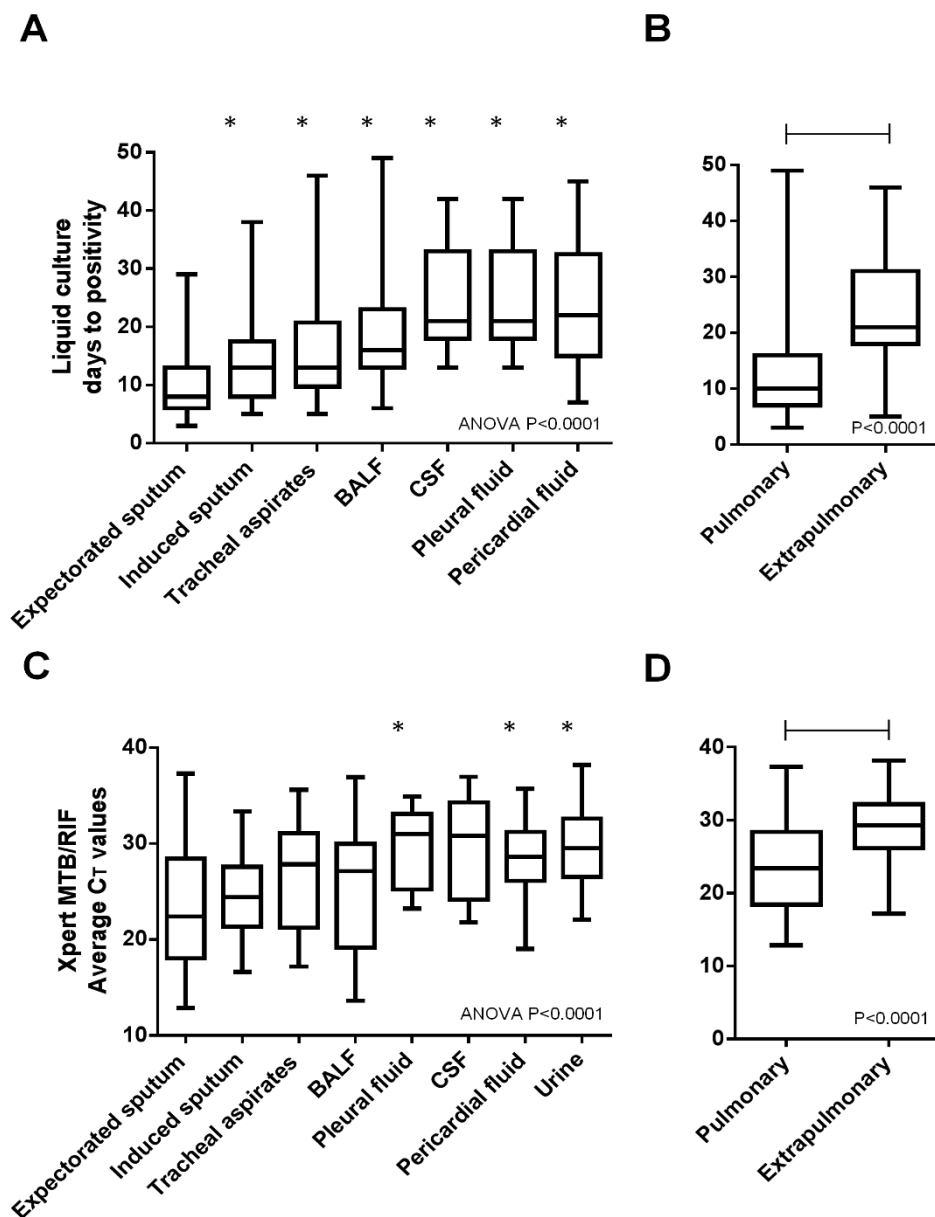 A
B
* * * * * *
Liquid culture
days to positivity
50
40
30
20
10
0
ANOVA P<0.0001
Expectorated sputum
Induced sputum
Tracheal aspirates
BALF
CSF
Pleural fluid
Pericardial fluid
50
40
30
20
10
0
P<0.0001
Pulmonary
Extrapulmonary
C
D
* * *
Xpert MTB/RIF
Average CT values
40
30
20
10
ANOVA P<0.0001
Expectorated sputum
Induced sputum
Tracheal aspirates
BALF
Pleural fluid
CSF
Pericardial fluid
Urine
40
30
20
10
0
P<0.0001
Pulmonary
Extrapulmonary